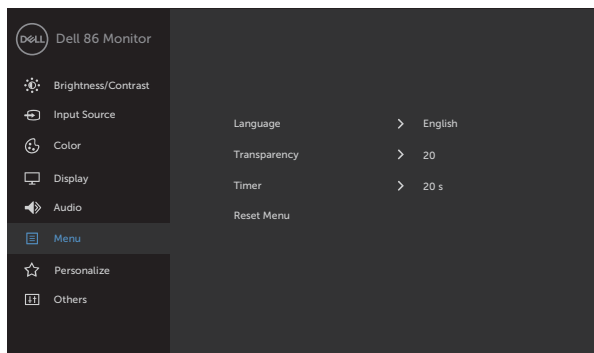 DELL Dell 86 Monitor
Brightness/Contrast
Input Source
Color
Display
Audio
Menu
Personalize
Others
Language > English
Transparency > 20
Timer > 20 s
Reset Menu